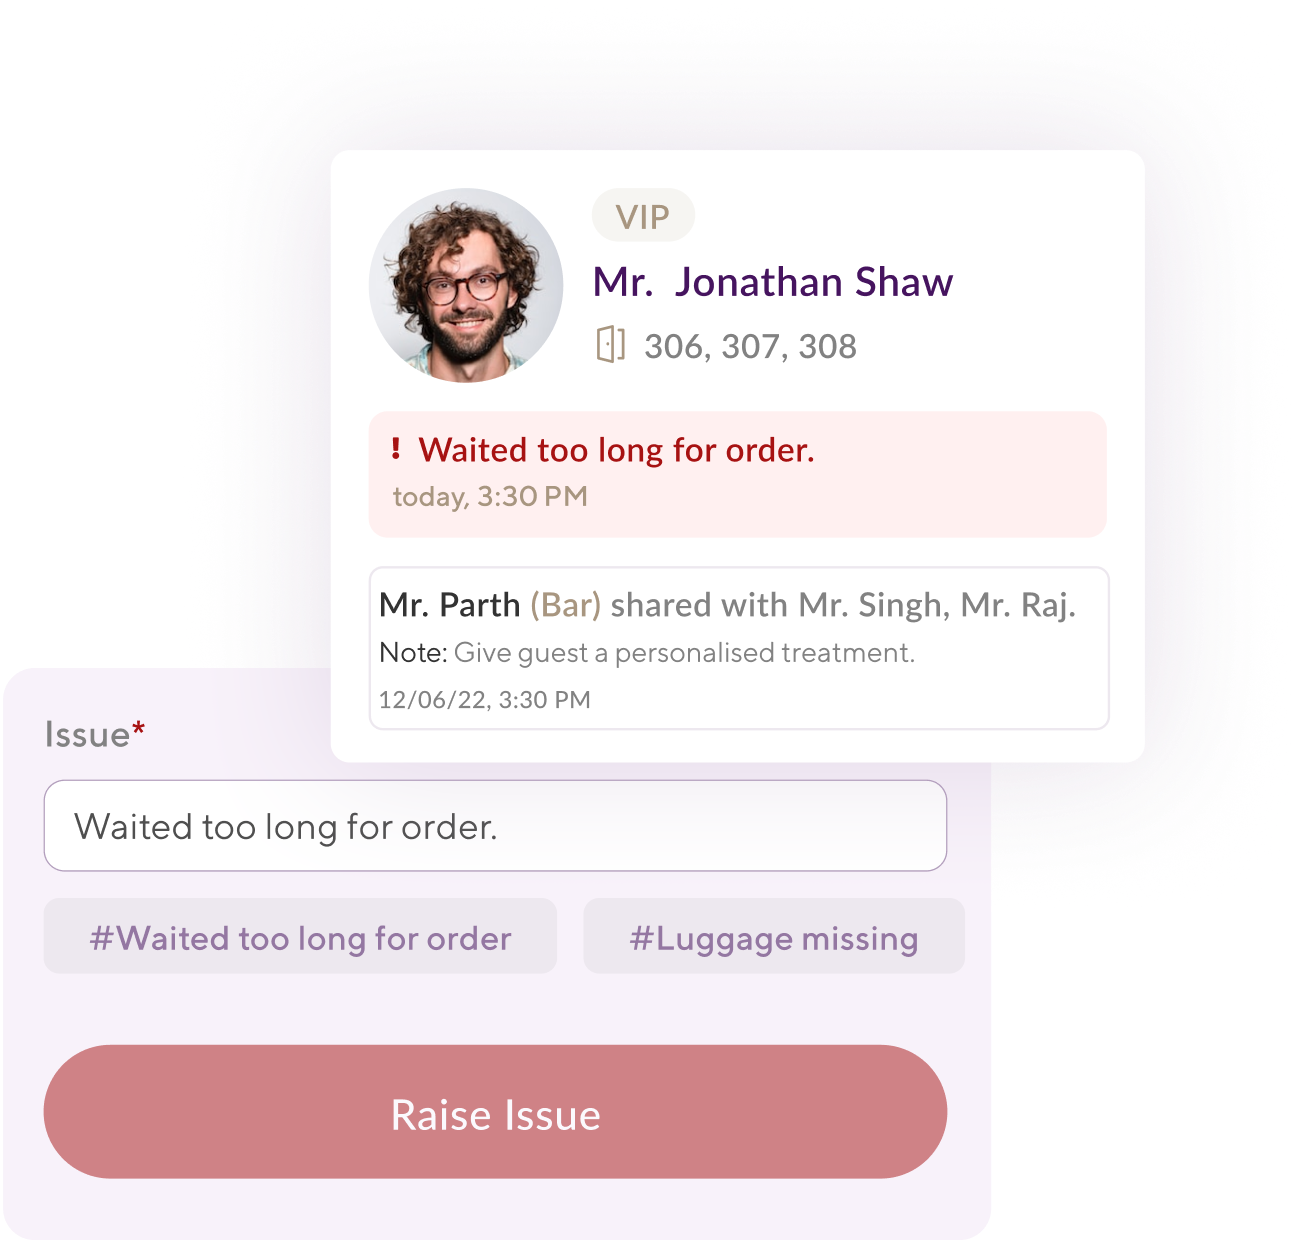 VIP
Mr. Jonathan Shaw
306, 307, 308
! Waited too long for order.
today, 3:30 PM
Mr. Parth (Bar) shared with Mr. Singh, Mr. Raj.
Note: Give guest a personalised treatment.
12/06/22, 3:30 PM
Issue*
Waited too long for order.
#Waited too long for order #Luggage missing
Raise Issue